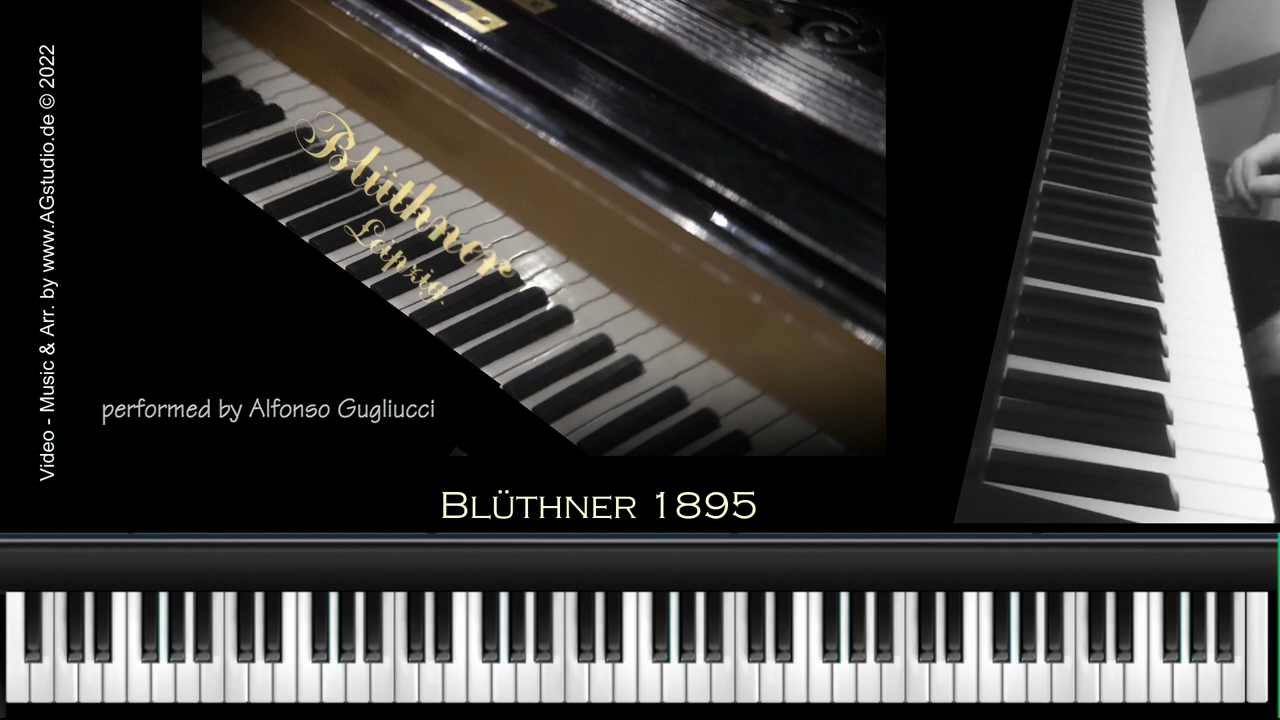 Video - Music & Arr. by www.AGstudio.de © 2022
Blüthner
Leipzig.
performed by Alfonso Gugliucci
BLÜTHNER 1895